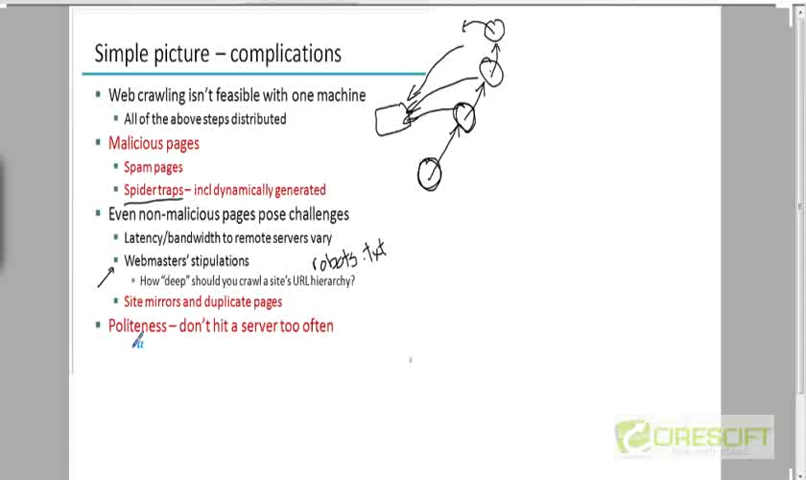 Simple picture – complications
Web crawling isn't feasible with one machine
All of the above steps distributed
Malicious pages
Spam pages
Spider traps – incl dynamically generated
Even non-malicious pages pose challenges
Latency/bandwidth to remote servers vary
Webmasters' stipulations
robots.txt
How "deep" should you crawl a site's URL hierarchy?
Site mirrors and duplicate pages
Politeness – don't hit a server too often